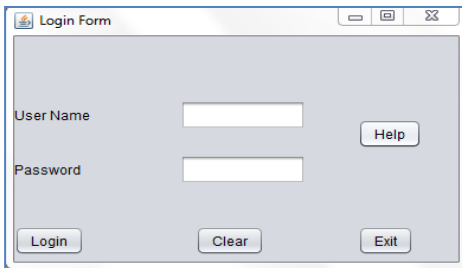 Login Form
User Name
Help
Password
Login Clear Exit